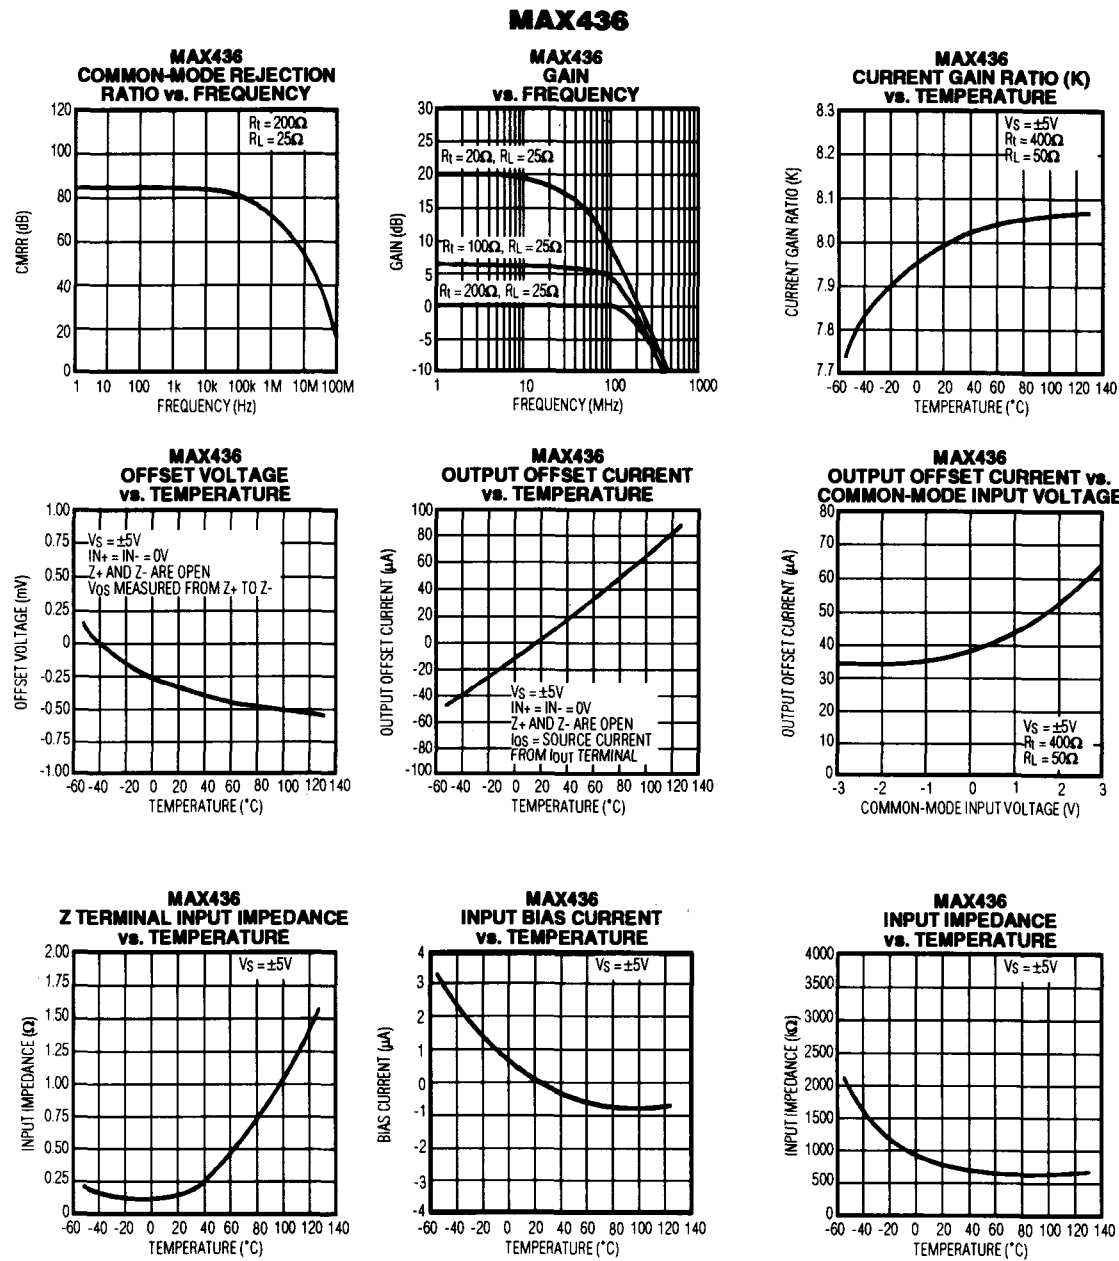 MAX436
MAX436
COMMON-MODE REJECTION
RATIO vs. FREQUENCY
120
100
80
60
40
20
0
CMRR (dB)
Rt = 200Ω
RL = 25Ω
1 10 100 1k 10k 100k 1M 10M 100M
FREQUENCY (Hz)
MAX436
GAIN
vs. FREQUENCY
30
25
20
15
10
5
0
-5
-10
GAIN (dB)
Rt = 20Ω, RL = 25Ω
Rt = 100Ω, RL = 25Ω
Rt = 200Ω, RL = 25Ω
1 10 100 1000
FREQUENCY (MHz)
MAX436
CURRENT GAIN RATIO (K)
vs. TEMPERATURE
8.3
8.2
8.1
8.0
7.9
7.8
7.7
CURRENT GAIN RATIO (K)
VS = ±5V
Rt = 400Ω
RL = 50Ω
-60 -40 -20 0 20 40 60 80 100 120 140
TEMPERATURE (°C)
MAX436
OFFSET VOLTAGE
vs. TEMPERATURE
1.00
0.75
0.50
0.25
0
-0.25
-0.50
-0.75
-1.00
OFFSET VOLTAGE (mV)
VS = ±5V
IN+ = IN- = 0V
Z+ AND Z- ARE OPEN
VOS MEASURED FROM Z+ TO Z-
-60 -40 -20 0 20 40 60 80 100 120 140
TEMPERATURE (°C)
MAX436
OUTPUT OFFSET CURRENT
vs. TEMPERATURE
100
80
60
40
20
0
-20
-40
-60
-80
-100
OUTPUT OFFSET CURRENT (µA)
VS = ±5V
IN+ = IN- = 0V
Z+ AND Z- ARE OPEN
IOS = SOURCE CURRENT
FROM IOUT TERMINAL
-60 -40 -20 0 20 40 60 80 100 120 140
TEMPERATURE (°C)
MAX436
OUTPUT OFFSET CURRENT vs.
COMMON-MODE INPUT VOLTAGE
80
70
60
50
40
30
20
10
0
OUTPUT OFFSET CURRENT (µA)
VS = ±5V
Rt = 400Ω
RL = 50Ω
-3 -2 -1 0 1 2 3
COMMON-MODE INPUT VOLTAGE (V)
MAX436
Z TERMINAL INPUT IMPEDANCE
vs. TEMPERATURE
2.00
1.75
1.50
1.25
1.00
0.75
0.50
0.25
0
INPUT IMPEDANCE (Ω)
VS = ±5V
-60 -40 -20 0 20 40 60 80 100 120 140
TEMPERATURE (°C)
MAX436
INPUT BIAS CURRENT
vs. TEMPERATURE
4
3
2
1
0
-1
-2
-3
-4
BIAS CURRENT (µA)
VS = ±5V
-60 -40 -20 0 20 40 60 80 100 120 140
TEMPERATURE (°C)
MAX436
INPUT IMPEDANCE
vs. TEMPERATURE
4000
3500
3000
2500
2000
1500
1000
500
0
INPUT IMPEDANCE (kΩ)
VS = ±5V
-60 -40 -20 0 20 40 60 80 100 120 140
TEMPERATURE (°C)